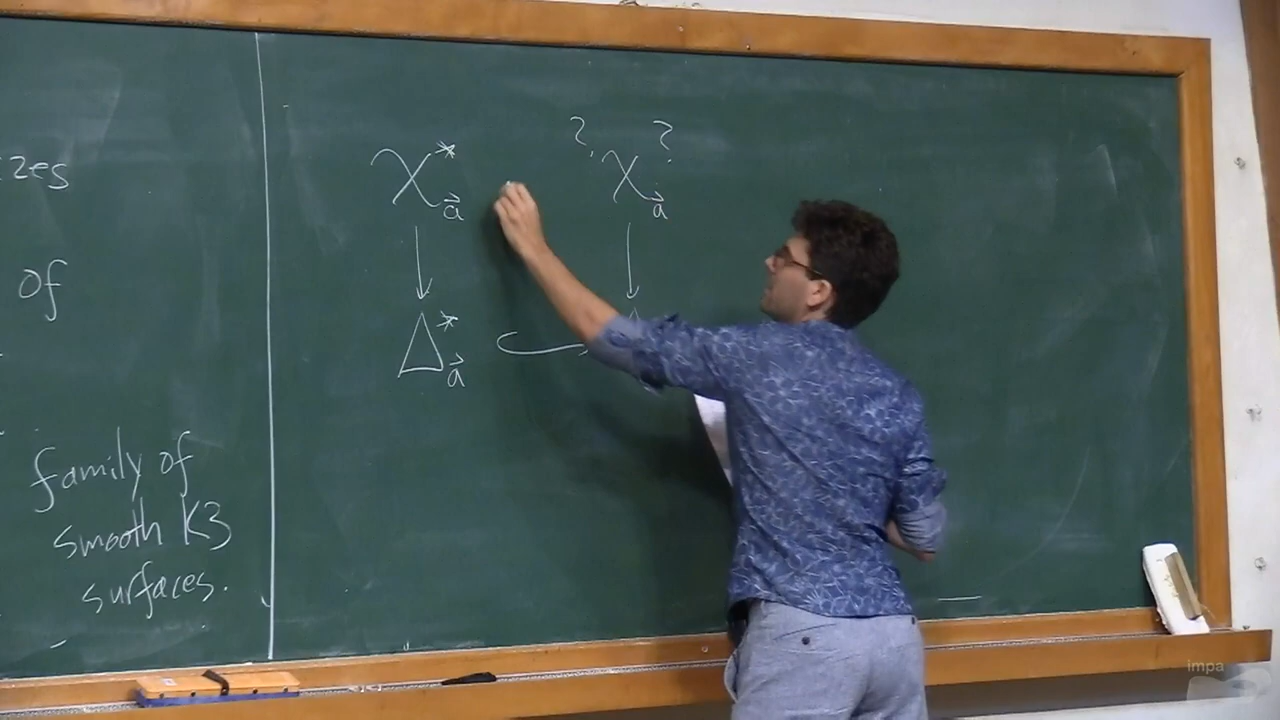 zes
of
family of
smooth K3
surfaces.
? ?
X*a⃗ X a⃗
Δ*a⃗
impa